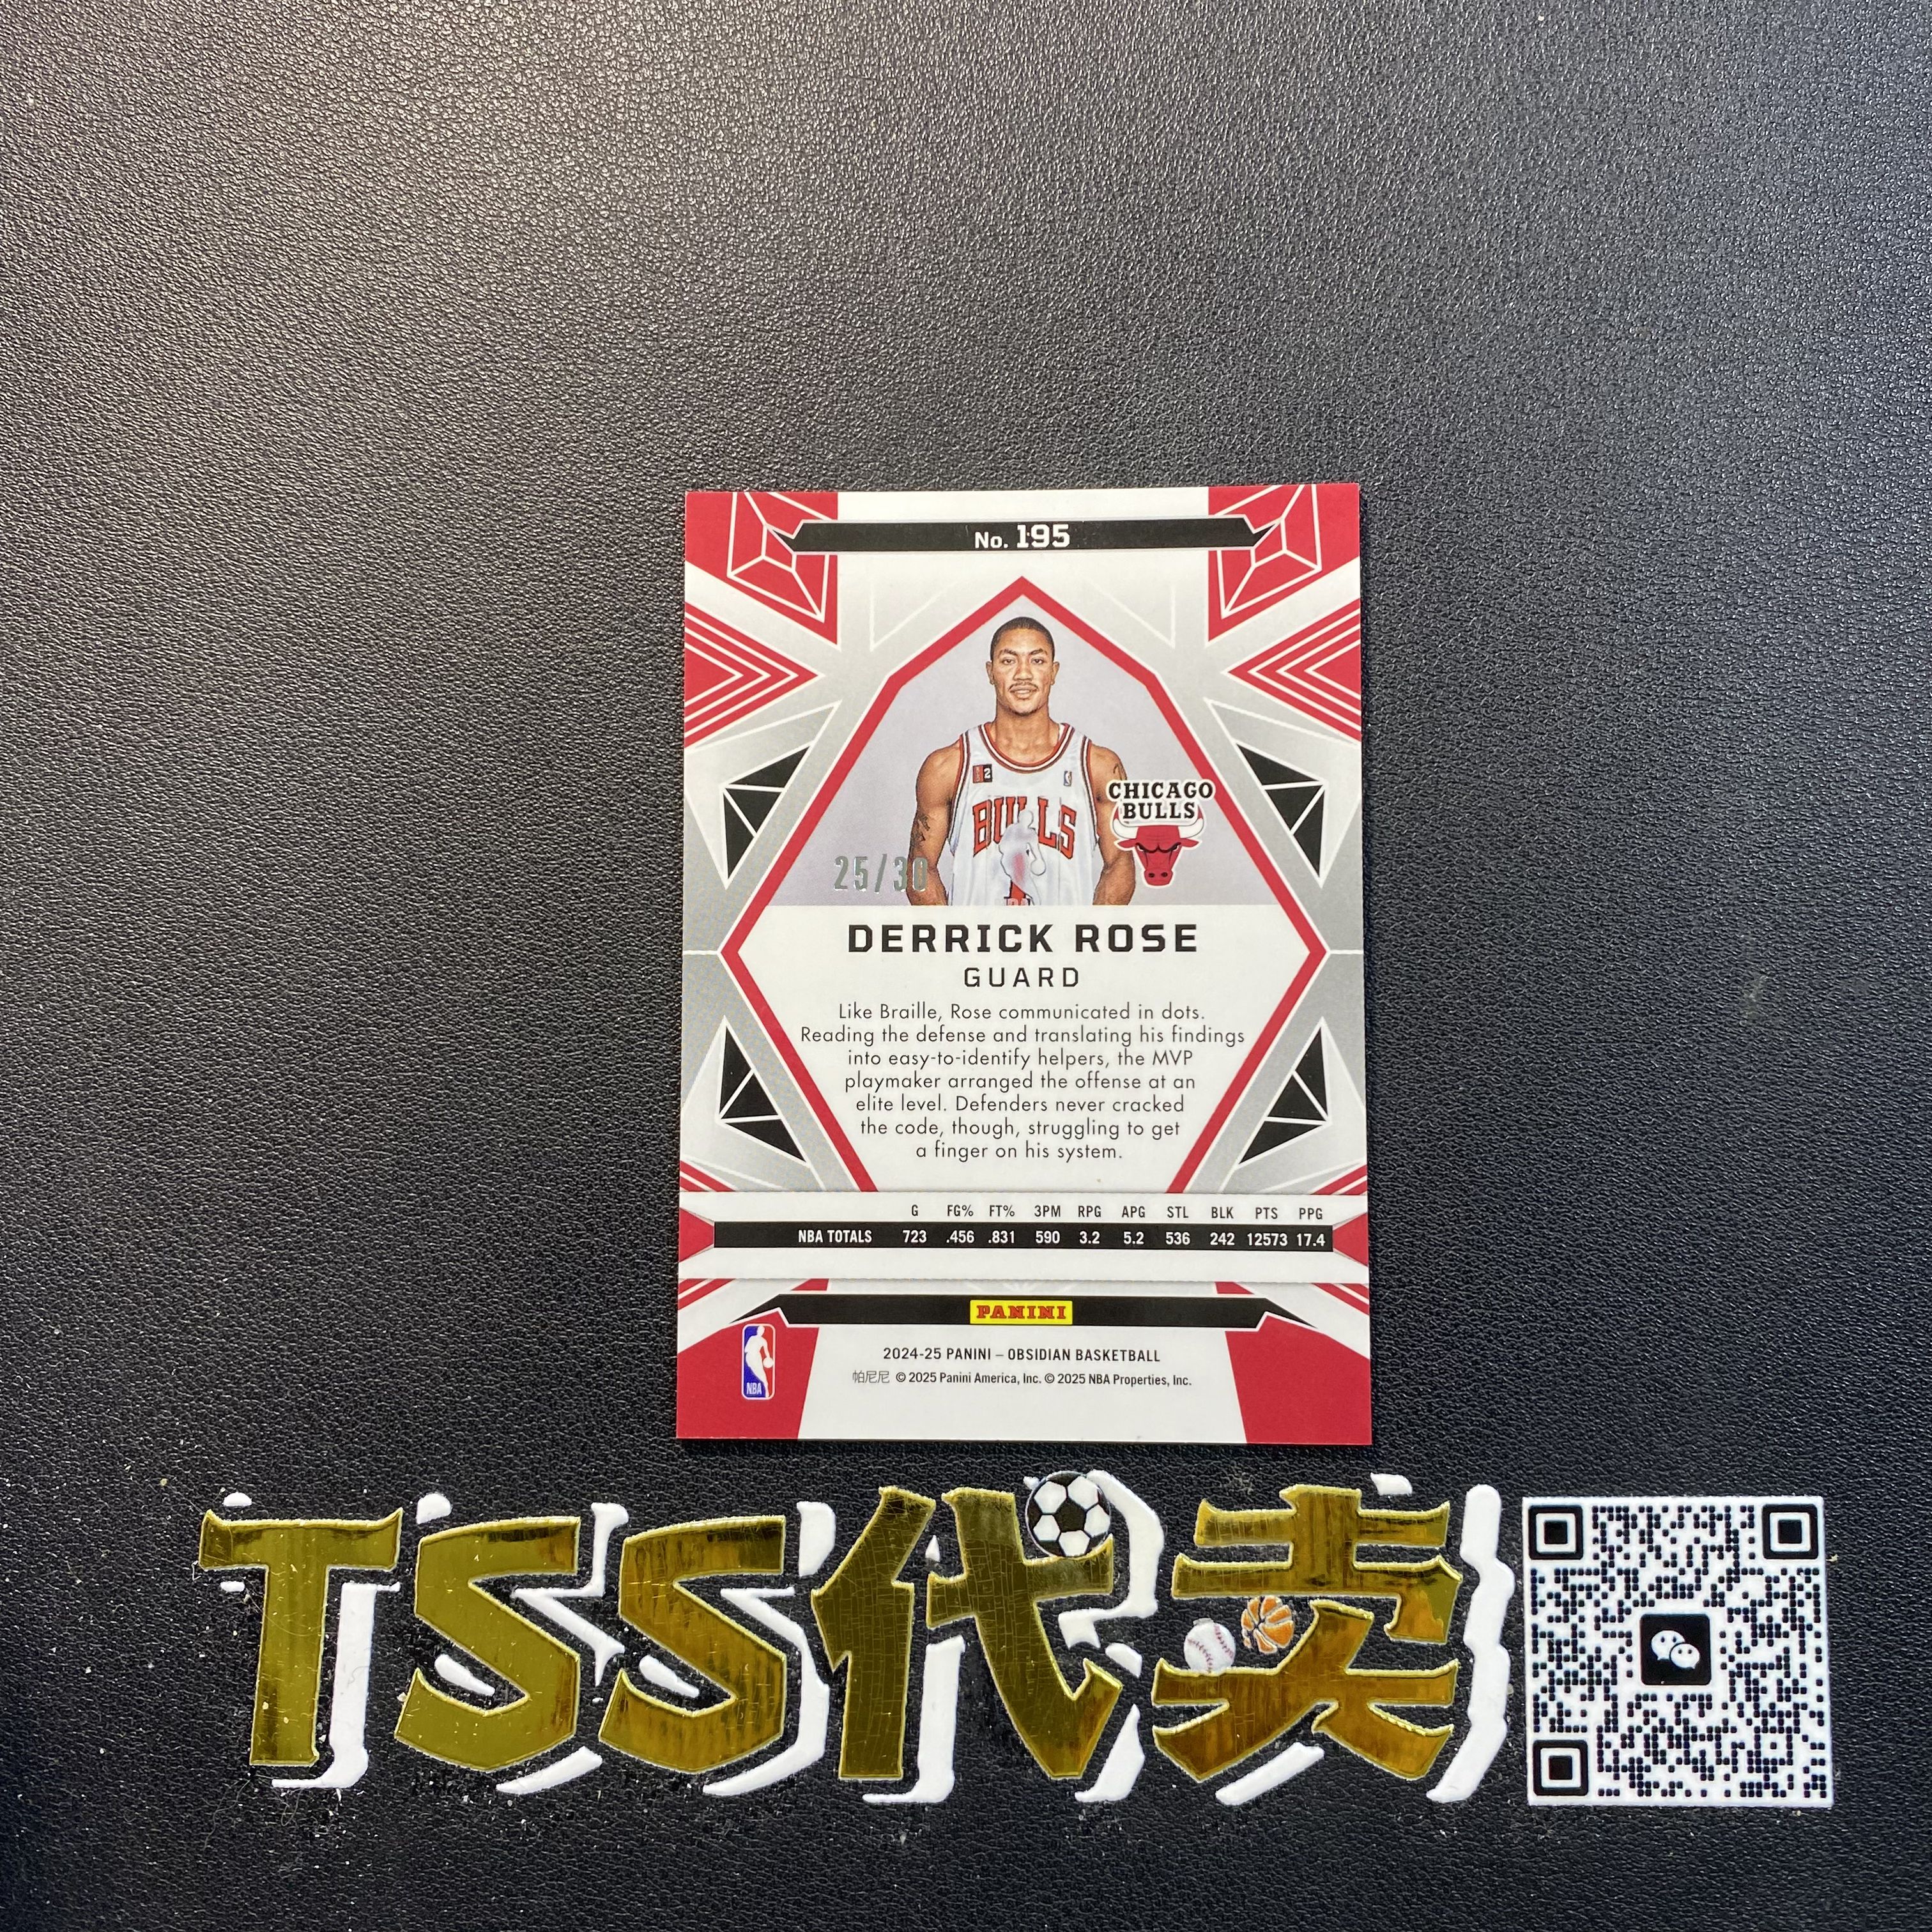 No. 195
BULLS
CHICAGO
BULLS
25/30
DERRICK ROSE
GUARD
Like Braille, Rose communicated in dots.
Reading the defense and translating his findings
into easy-to-identify helpers, the MVP
playmaker arranged the offense at an
elite level. Defenders never cracked
the code, though, struggling to get
a finger on his system.
G FG% FT% 3PM RPG APG STL BLK PTS PPG
NBA TOTALS 723 .456 .831 590 3.2 5.2 536 242 12573 17.4
PANINI
NBA
2024-25 PANINI – OBSIDIAN BASKETBALL
帕尼尼 © 2025 Panini America, Inc. © 2025 NBA Properties, Inc.
TSS代卖